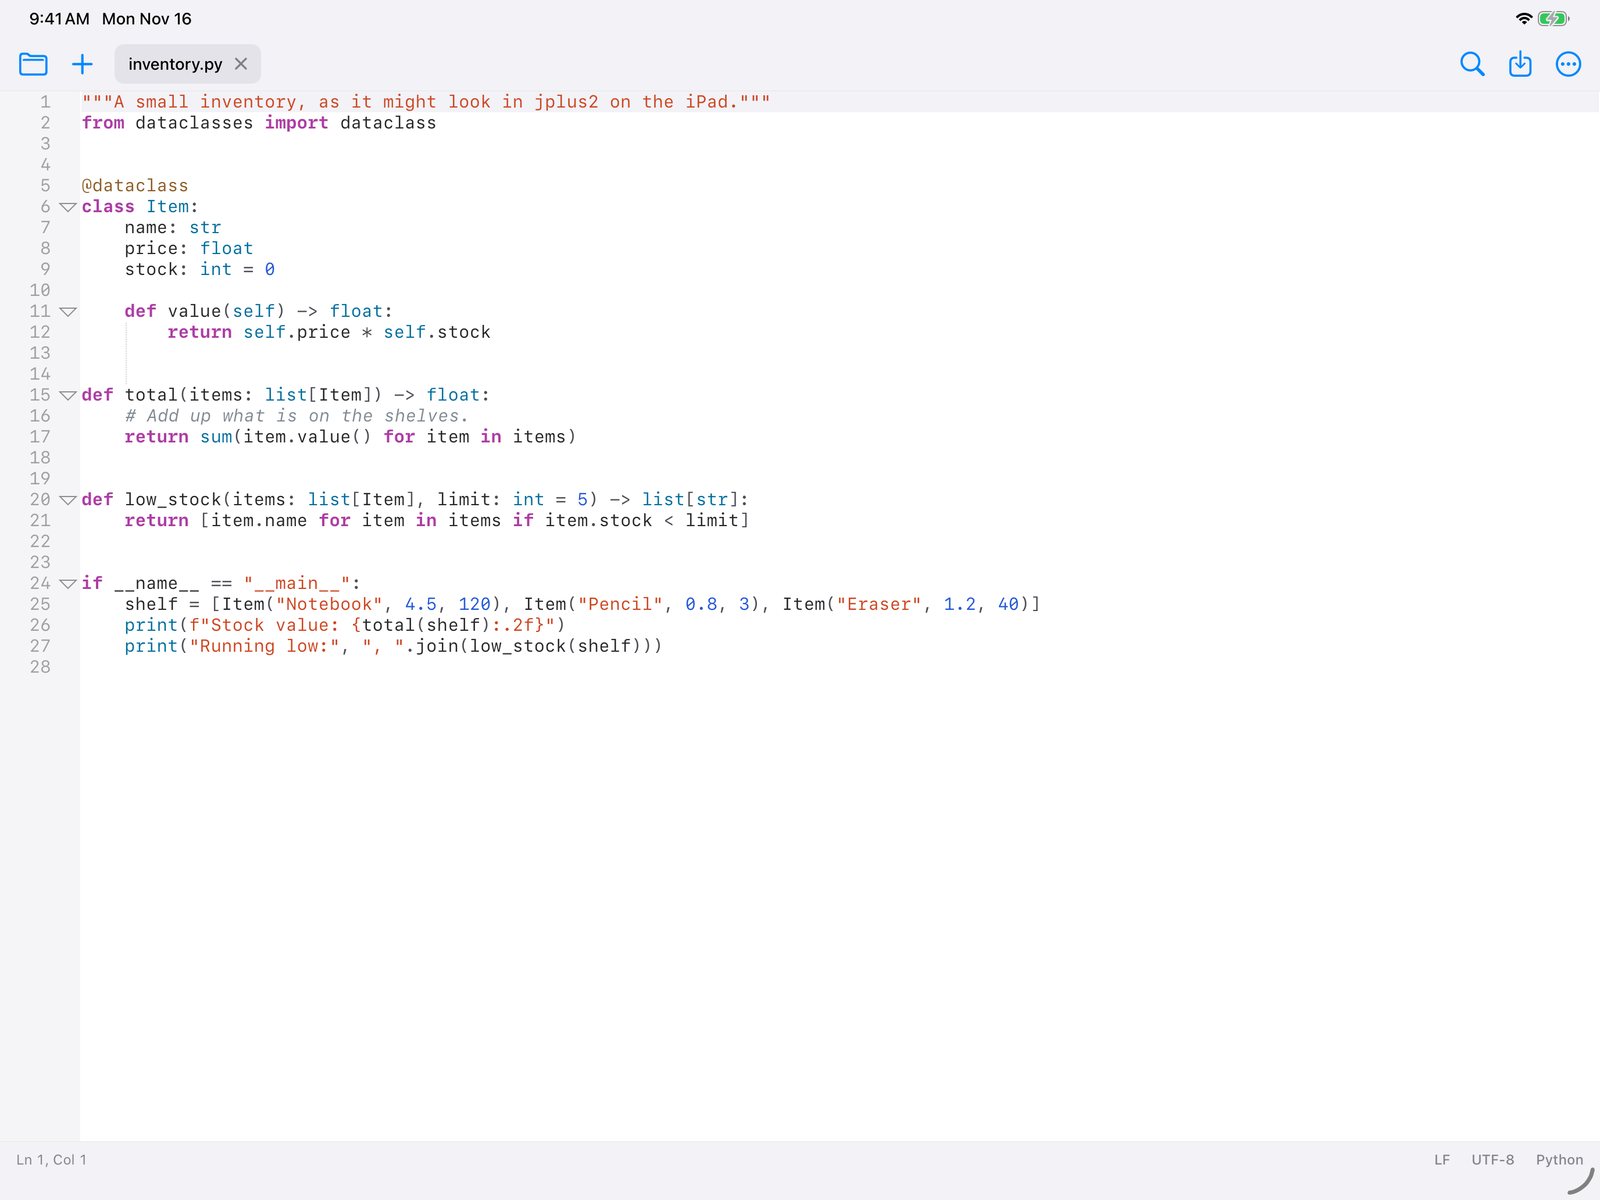 9:41 AM Mon Nov 16
inventory.py
1 """A small inventory, as it might look in jplus2 on the iPad."""
2 from dataclasses import dataclass
3
4
5 @dataclass
6 class Item:
7     name: str
8     price: float
9     stock: int = 0
10
11     def value(self) -> float:
12         return self.price * self.stock
13
14
15 def total(items: list[Item]) -> float:
16     # Add up what is on the shelves.
17     return sum(item.value() for item in items)
18
19
20 def low_stock(items: list[Item], limit: int = 5) -> list[str]:
21     return [item.name for item in items if item.stock < limit]
22
23
24 if __name__ == "__main__":
25     shelf = [Item("Notebook", 4.5, 120), Item("Pencil", 0.8, 3), Item("Eraser", 1.2, 40)]
26     print(f"Stock value: {total(shelf):.2f}")
27     print("Running low:", ", ".join(low_stock(shelf)))
28
Ln 1, Col 1 LF UTF-8 Python